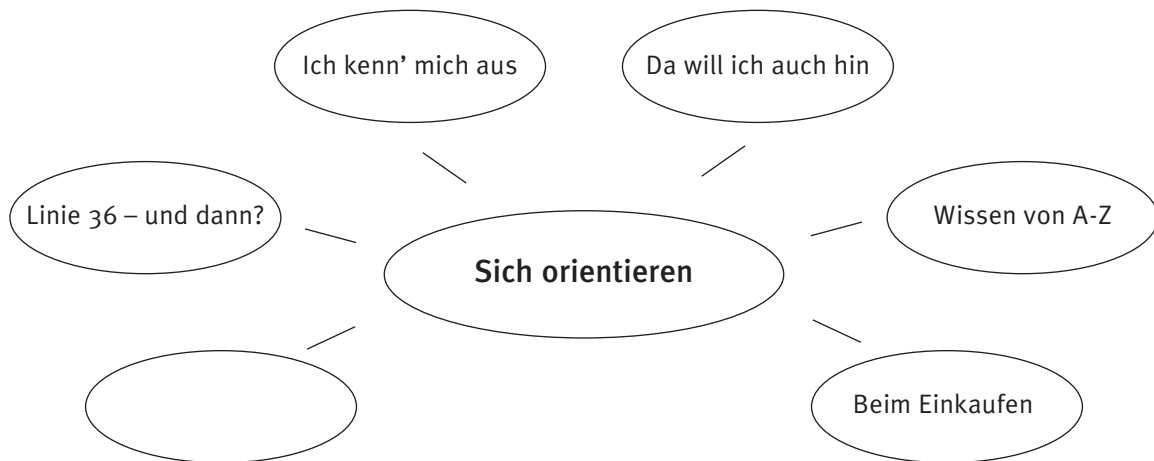 Ich kenn’ mich aus
Da will ich auch hin
Linie 36 – und dann?
Wissen von A-Z
Sich orientieren
Beim Einkaufen